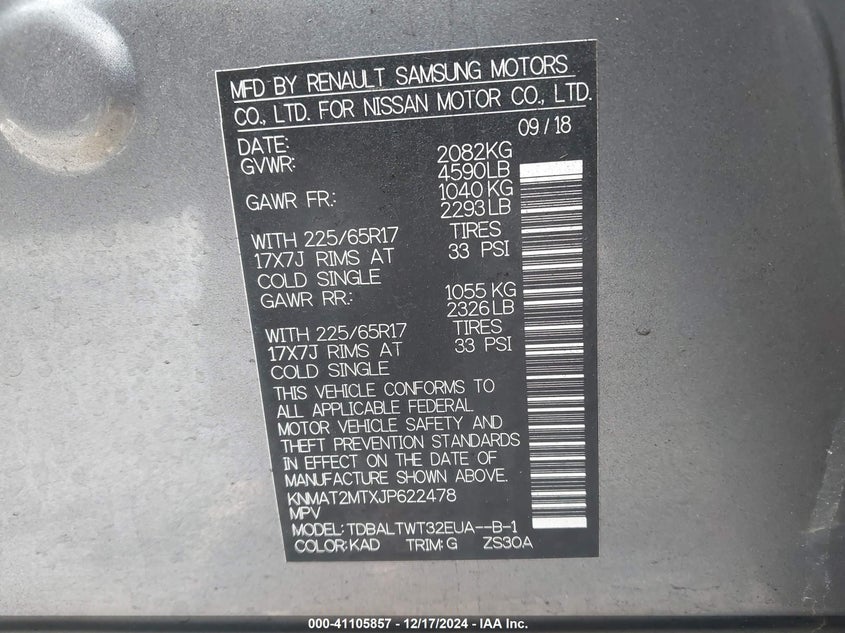 MFD BY RENAULT SAMSUNG MOTORS
CO., LTD. FOR NISSAN MOTOR CO., LTD.
09 / 18
DATE:
GVWR: 2082KG
4590LB
GAWR FR: 1040 KG
2293 LB
WITH 225/65R17 TIRES
17X7J RIMS AT 33 PSI
COLD SINGLE
GAWR RR: 1055 KG
2326 LB
WITH 225/65R17 TIRES
17X7J RIMS AT 33 PSI
COLD SINGLE
THIS VEHICLE CONFORMS TO
ALL APPLICABLE FEDERAL
MOTOR VEHICLE SAFETY AND
THEFT PREVENTION STANDARDS
IN EFFECT ON THE DATE OF
MANUFACTURE SHOWN ABOVE.
KNMAT2MTXJP622478
MPV
MODEL: TDBALTWT32EUA--B-1
COLOR: KAD TRIM: G ZS30A
000-41105857 - 12/17/2024 - IAA Inc.